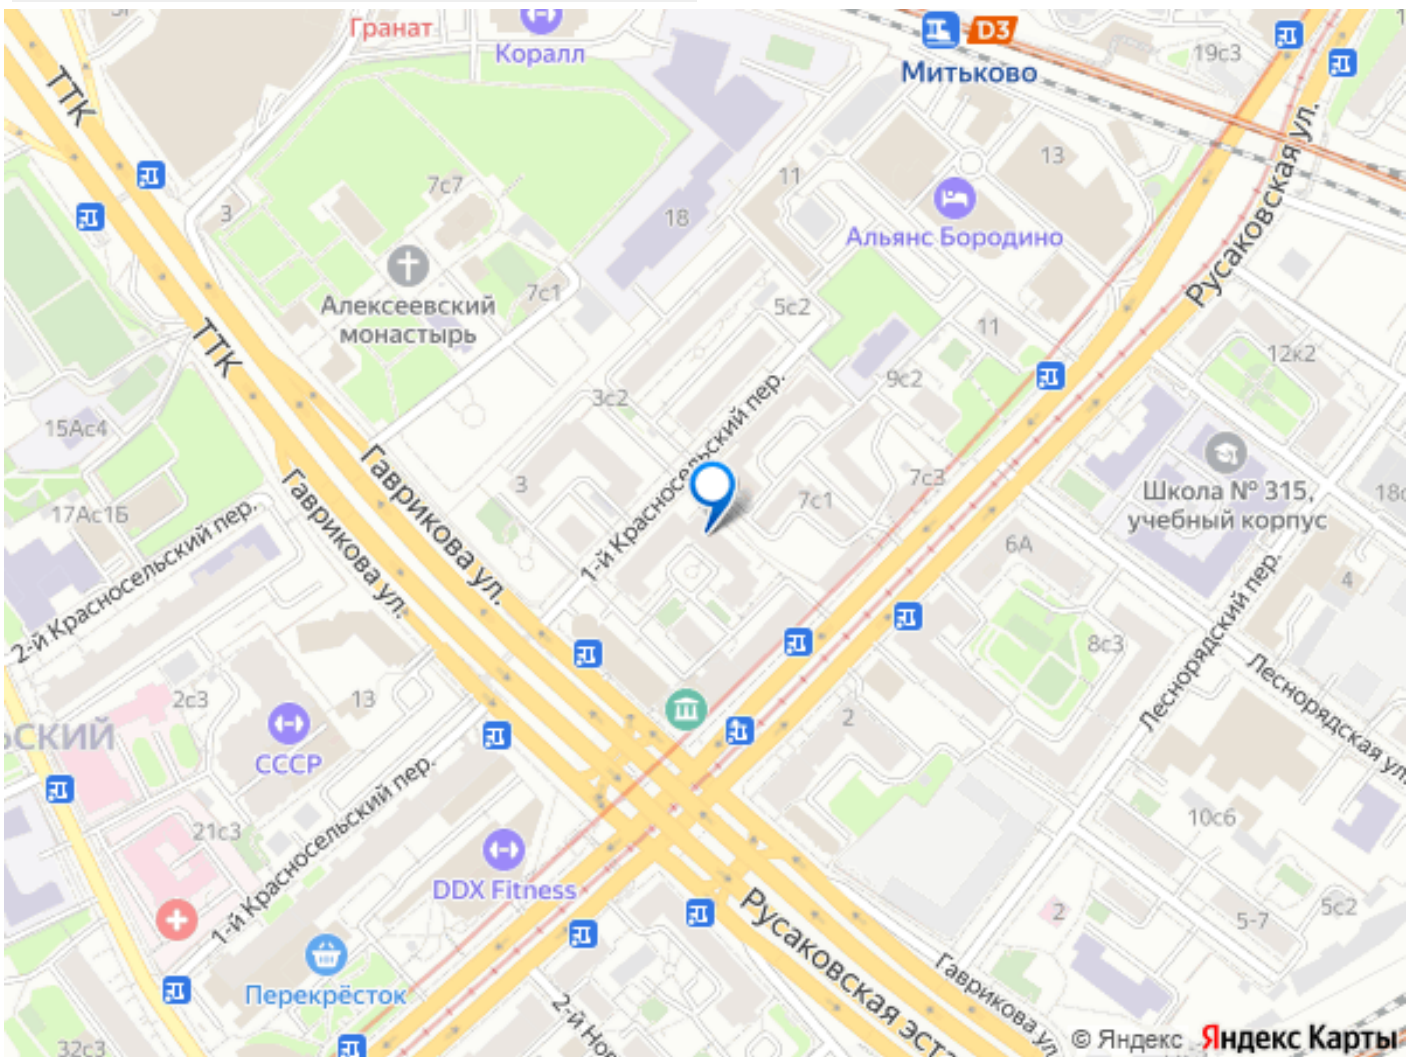 Гранат
Коралл
D3
Митьково
19с3
ТТК
7с7
3
11
13
18
Альянс Бородино
Русаковская ул.
Алексеевский
монастырь
7с1
5с2
11
12к2
ТТК
3с2
9с2
1-й Красносельский пер.
15Ас4
Гаврикова ул.
Гаврикова ул.
3
7с1
7с3
Школа № 315,
учебный корпус
17Ас1Б
2-й Красносельский пер.
6А
4
8с3
Леснорядский пер.
Леснорядская ул.
2с3
13
СССР
2
10с6
21с3
1-й Красносельский пер.
DDX Fitness
Русаковская эст
2
5-7
5с2
Перекрёсток
2-й Нов
Гаврикова ул.
32с3
© Яндекс
Яндекс Карты